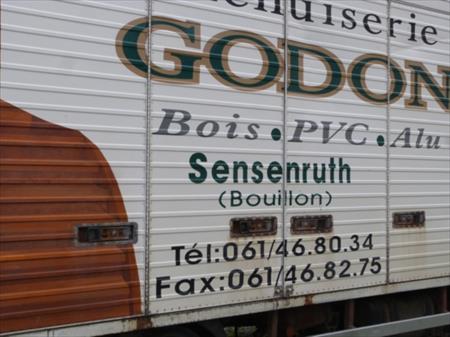 enuiserie
GODON
Bois • PVC • Alu
Sensenruth
(Bouillon)
Tél:061/46.80.34
Fax:061/46.82.75